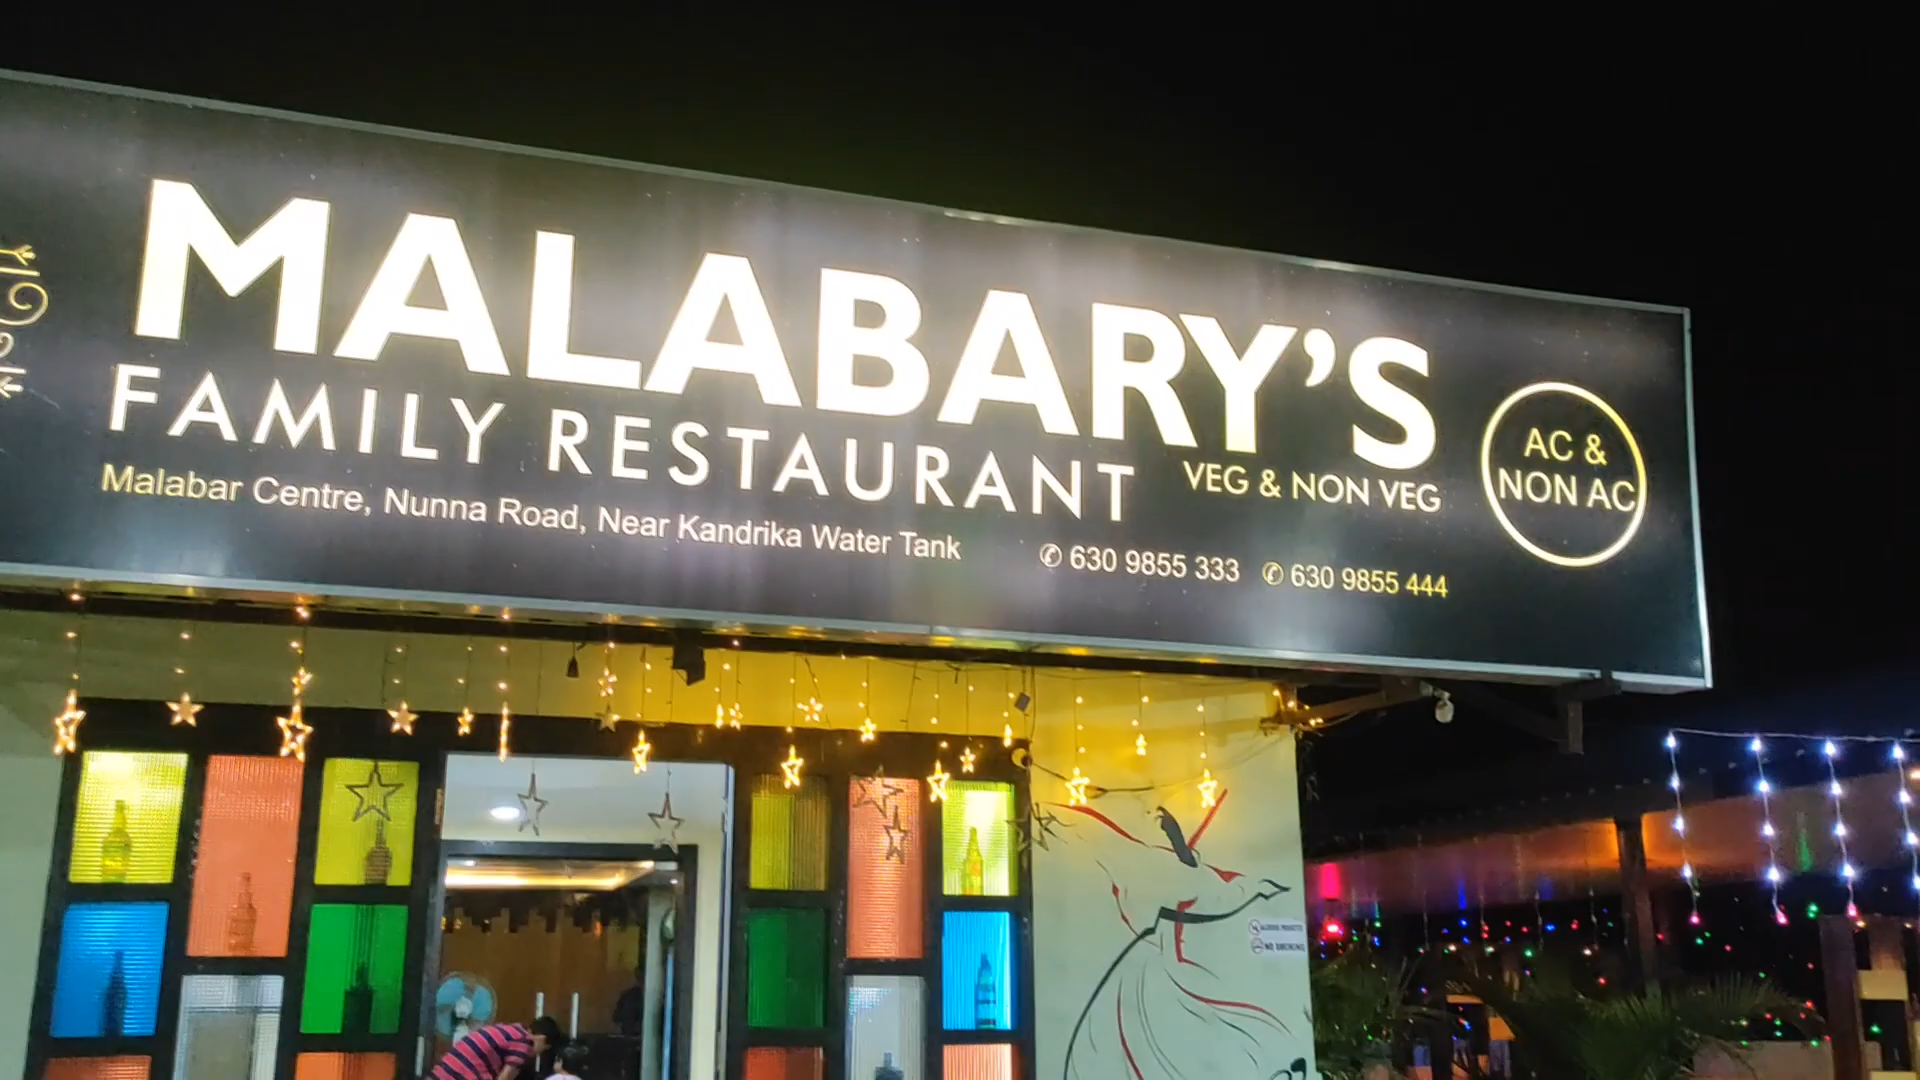 MALABARY'S
FAMILY RESTAURANT
VEG & NON VEG
AC &
NON AC
Malabar Centre, Nunna Road, Near Kandrika Water Tank
✆ 630 9855 333 ✆ 630 9855 444
NO SMOKING